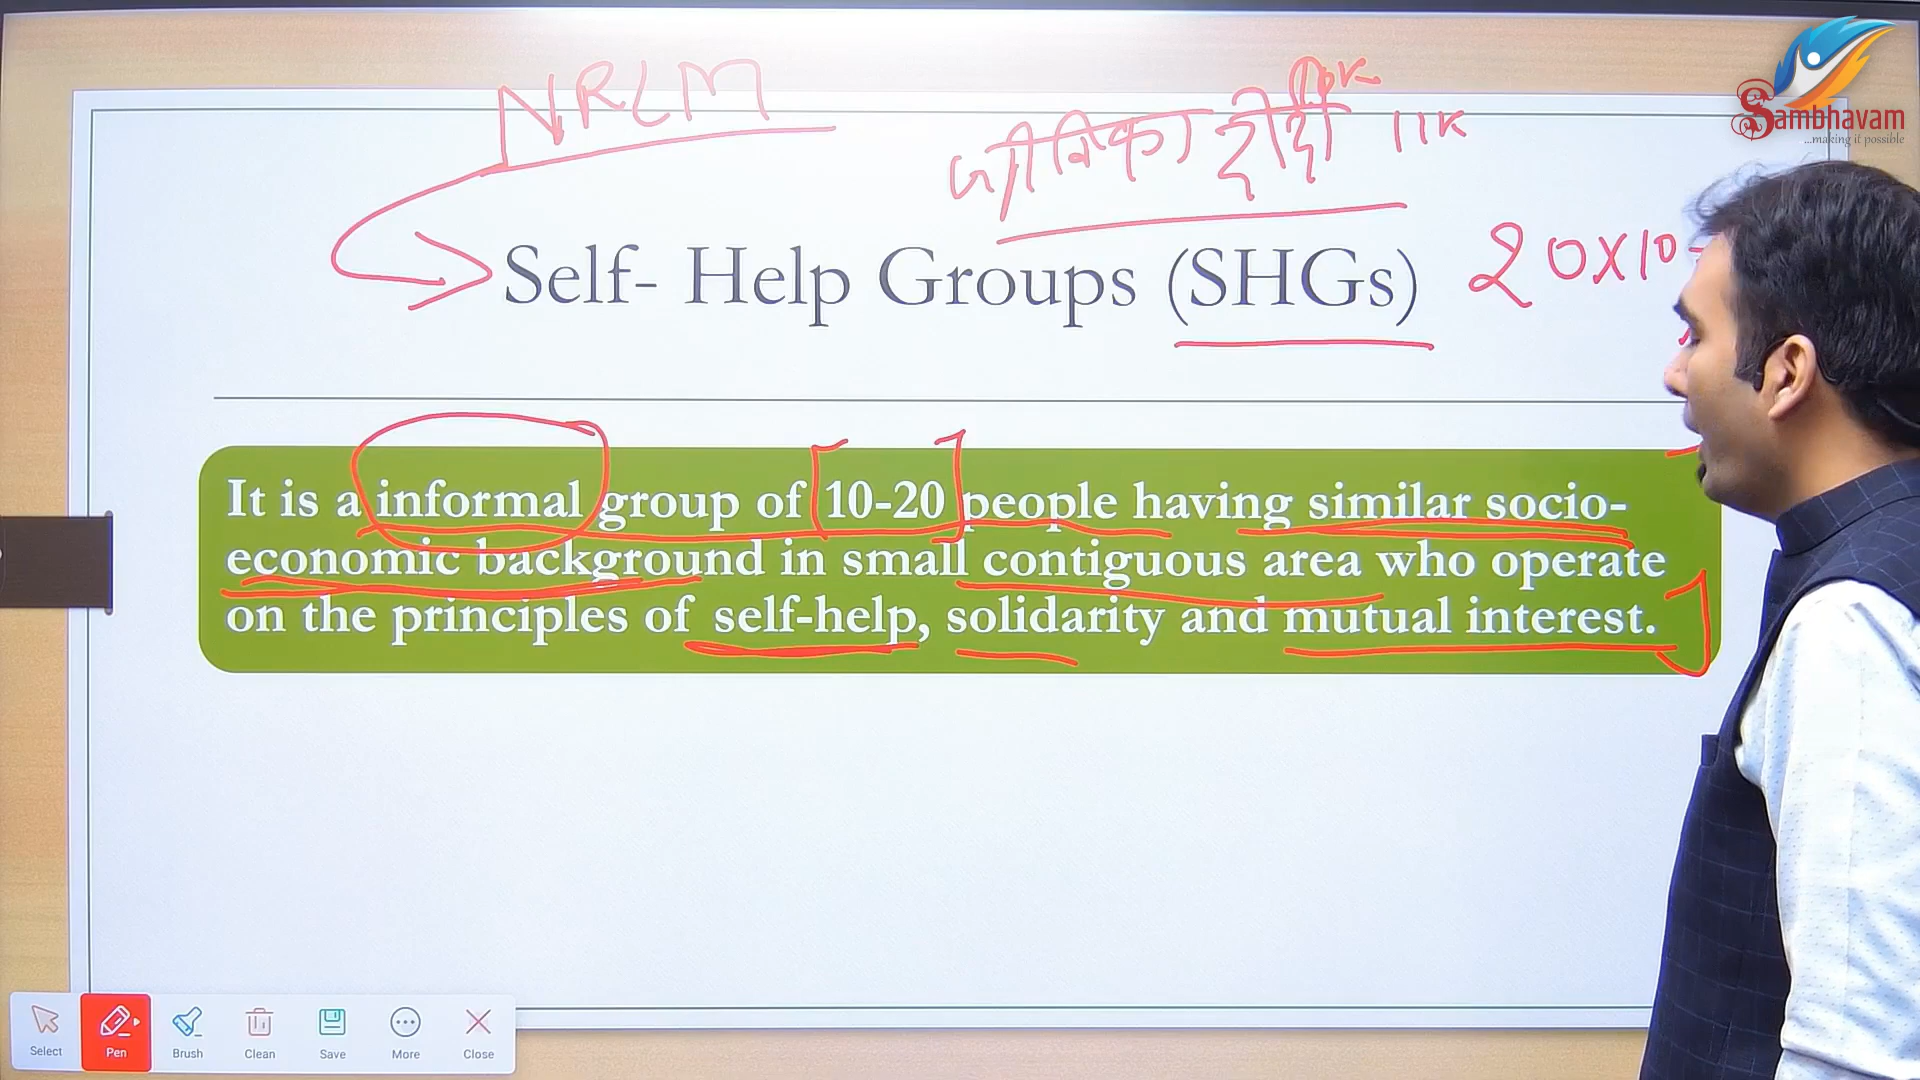 NRLM
10K
जीविका दीदी 11K
Sambhavam
...making it possible
Self- Help Groups (SHGs)
20X10
It is a informal group of 10-20 people having similar socio-
economic background in small contiguous area who operate
on the principles of self-help, solidarity and mutual interest.
Select Pen Brush Clean Save More Close